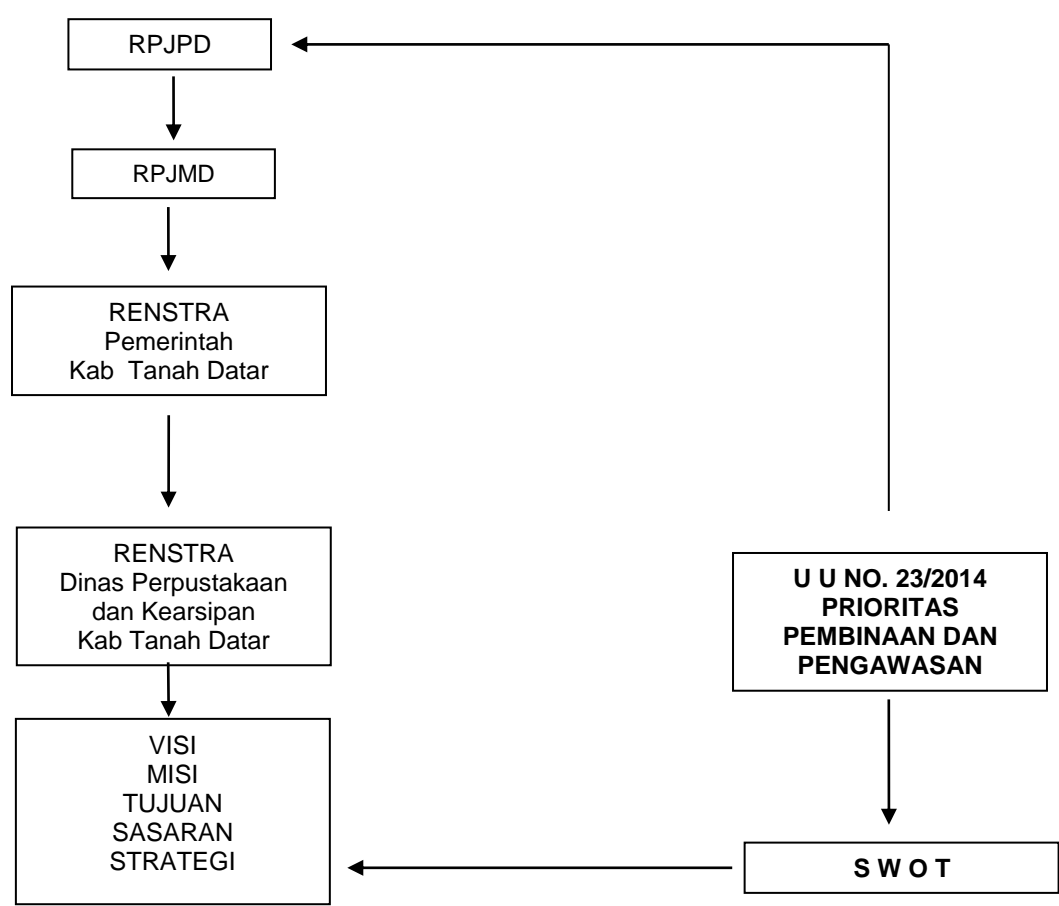 RPJPD
RPJMD
RENSTRA
Pemerintah
Kab Tanah Datar
RENSTRA
Dinas Perpustakaan
dan Kearsipan
Kab Tanah Datar
VISI
MISI
TUJUAN
SASARAN
STRATEGI
U U NO. 23/2014
PRIORITAS
PEMBINAAN DAN
PENGAWASAN
S W O T